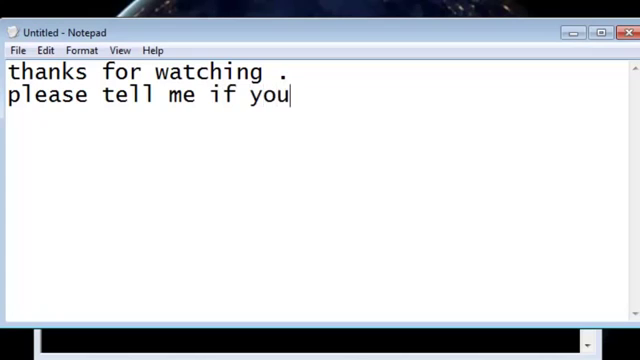 Untitled - Notepad
File Edit Format View Help
thanks for watching .
please tell me if you